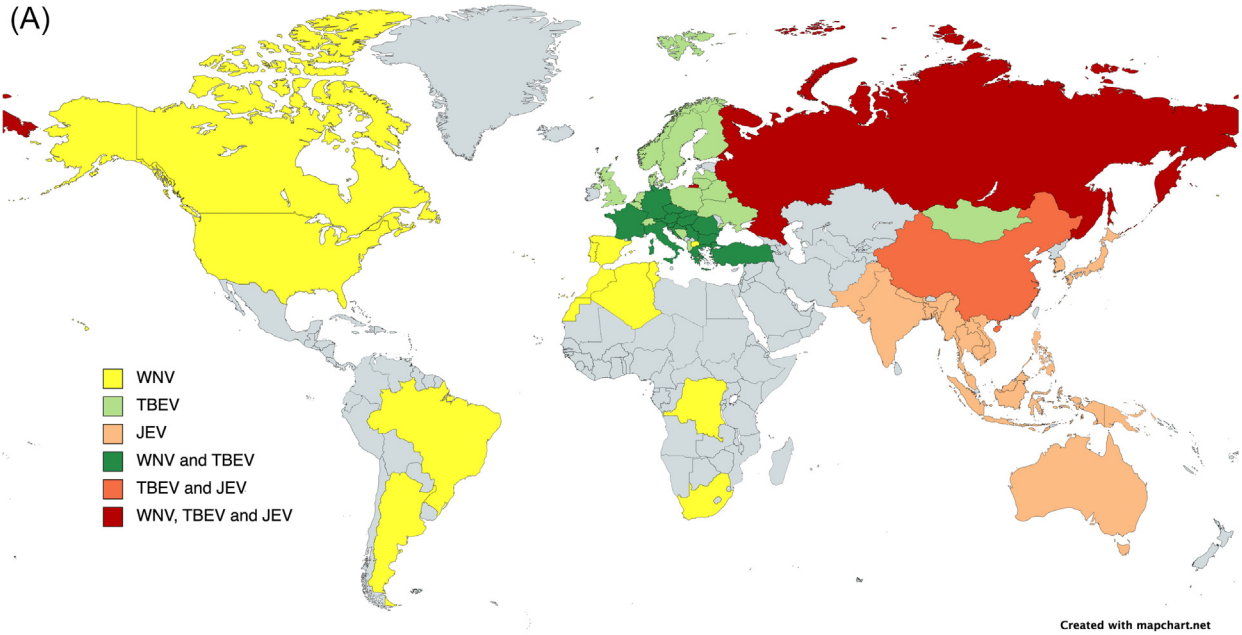 (A)
WNV
TBEV
JEV
WNV and TBEV
TBEV and JEV
WNV, TBEV and JEV
Created with mapchart.net